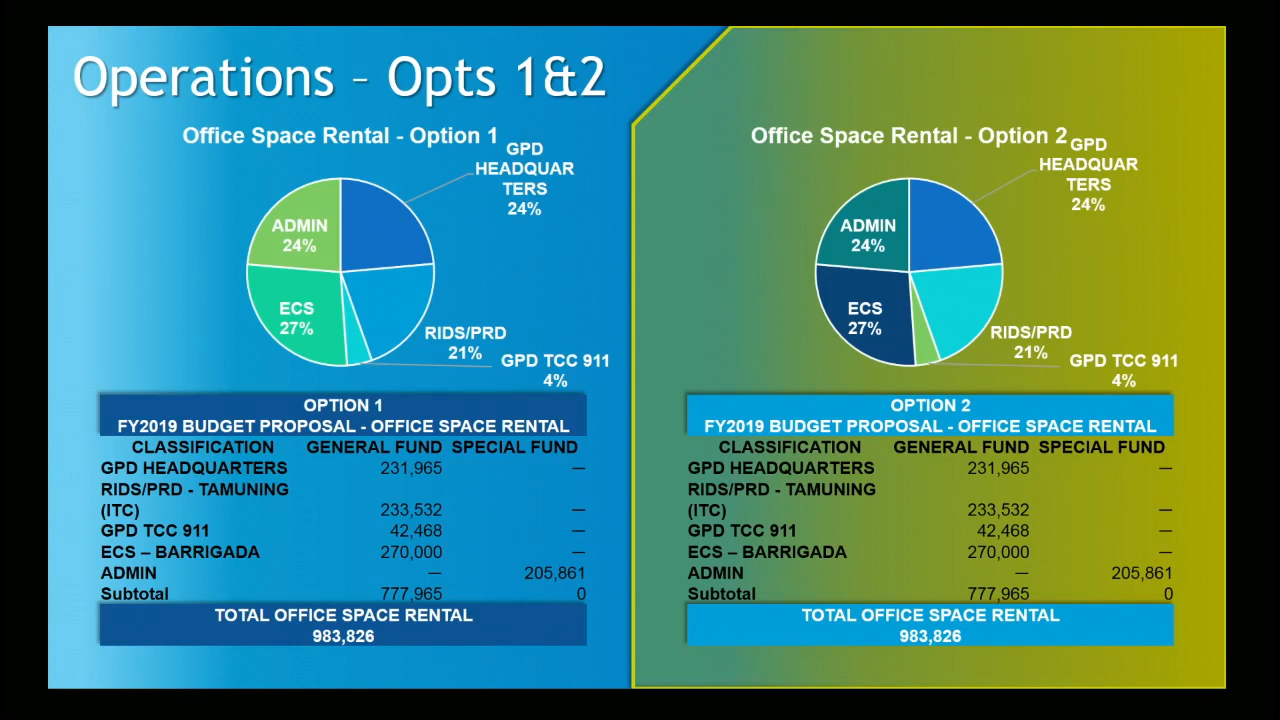 Operations – Opts 1&2
Office Space Rental - Option 1
GPD
HEADQUAR
TERS
24%
ADMIN
24%
ECS
27%
RIDS/PRD
21%
GPD TCC 911
4%
OPTION 1
FY2019 BUDGET PROPOSAL - OFFICE SPACE RENTAL
CLASSIFICATION GENERAL FUND SPECIAL FUND
GPD HEADQUARTERS 231,965 —
RIDS/PRD - TAMUNING
(ITC) 233,532 —
GPD TCC 911 42,468 —
ECS – BARRIGADA 270,000 —
ADMIN — 205,861
Subtotal 777,965 0
TOTAL OFFICE SPACE RENTAL
983,826
Office Space Rental - Option 2
GPD
HEADQUAR
TERS
24%
ADMIN
24%
ECS
27%
RIDS/PRD
21%
GPD TCC 911
4%
OPTION 2
FY2019 BUDGET PROPOSAL - OFFICE SPACE RENTAL
CLASSIFICATION GENERAL FUND SPECIAL FUND
GPD HEADQUARTERS 231,965 —
RIDS/PRD - TAMUNING
(ITC) 233,532 —
GPD TCC 911 42,468 —
ECS – BARRIGADA 270,000 —
ADMIN — 205,861
Subtotal 777,965 0
TOTAL OFFICE SPACE RENTAL
983,826